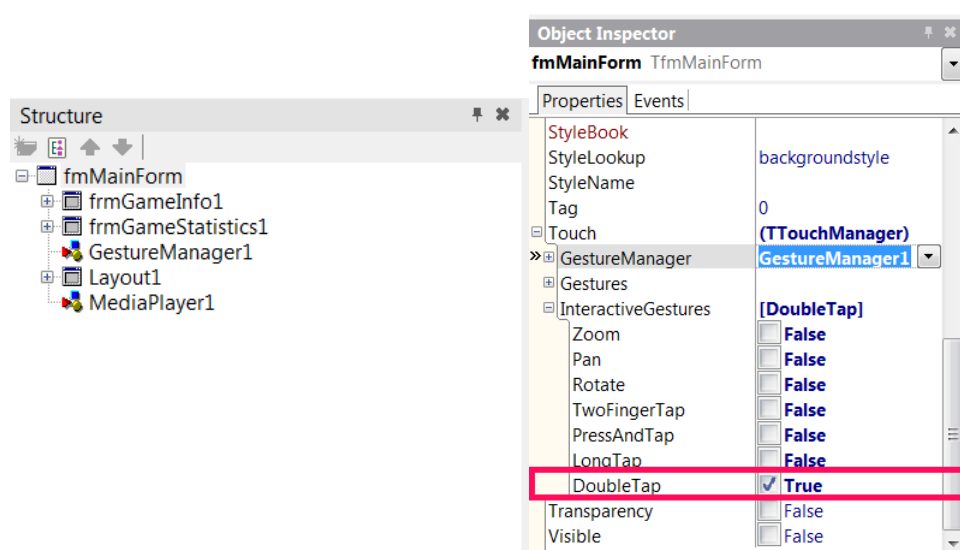 Structure
fmMainForm
frmGameInfo1
frmGameStatistics1
GestureManager1
Layout1
MediaPlayer1
Object Inspector
fmMainForm TfmMainForm
Properties Events
StyleBook
StyleLookup backgroundstyle
StyleName
Tag 0
Touch (TTouchManager)
GestureManager GestureManager1
Gestures
InteractiveGestures [DoubleTap]
Zoom False
Pan False
Rotate False
TwoFingerTap False
PressAndTap False
LongTap False
DoubleTap True
Transparency False
Visible False